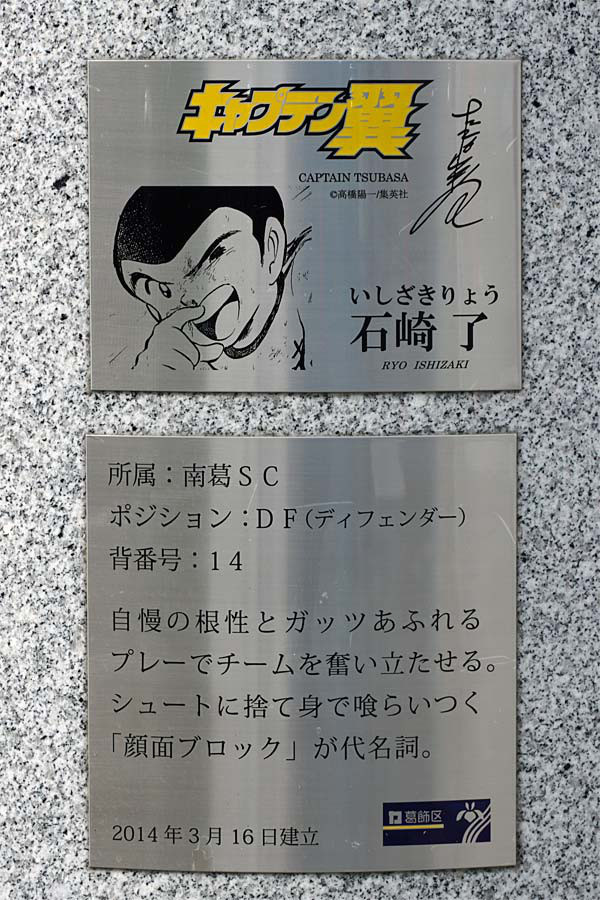 キャプテン翼
CAPTAIN TSUBASA
©高橋陽一/集英社
いしざきりょう
石崎 了
RYO ISHIZAKI
所属：南葛ＳＣ
ポジション：ＤＦ（ディフェンダー）
背番号：１４
自慢の根性とガッツあふれる
プレーでチームを奮い立たせる。
シュートに捨て身で喰らいつく
「顔面ブロック」が代名詞。
葛飾区
2014年3月16日建立